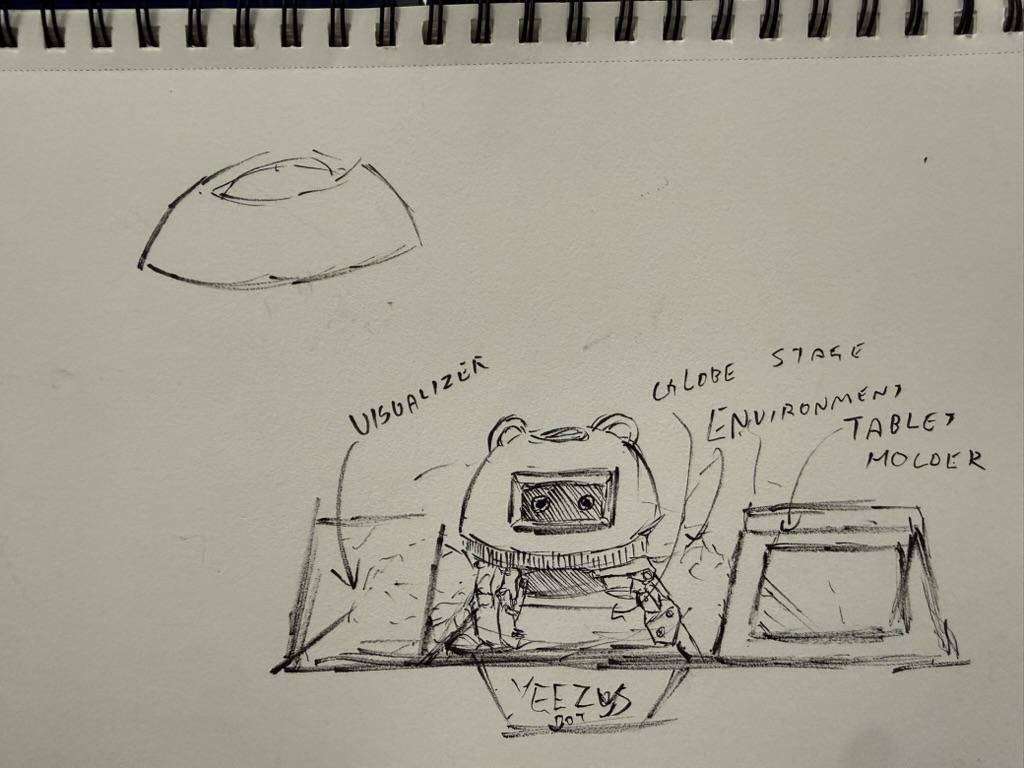 VISUALIZER
GLOBE STAGE
ENVIRONMENT
TABLET
MOLDER
YEEZUS
BOT